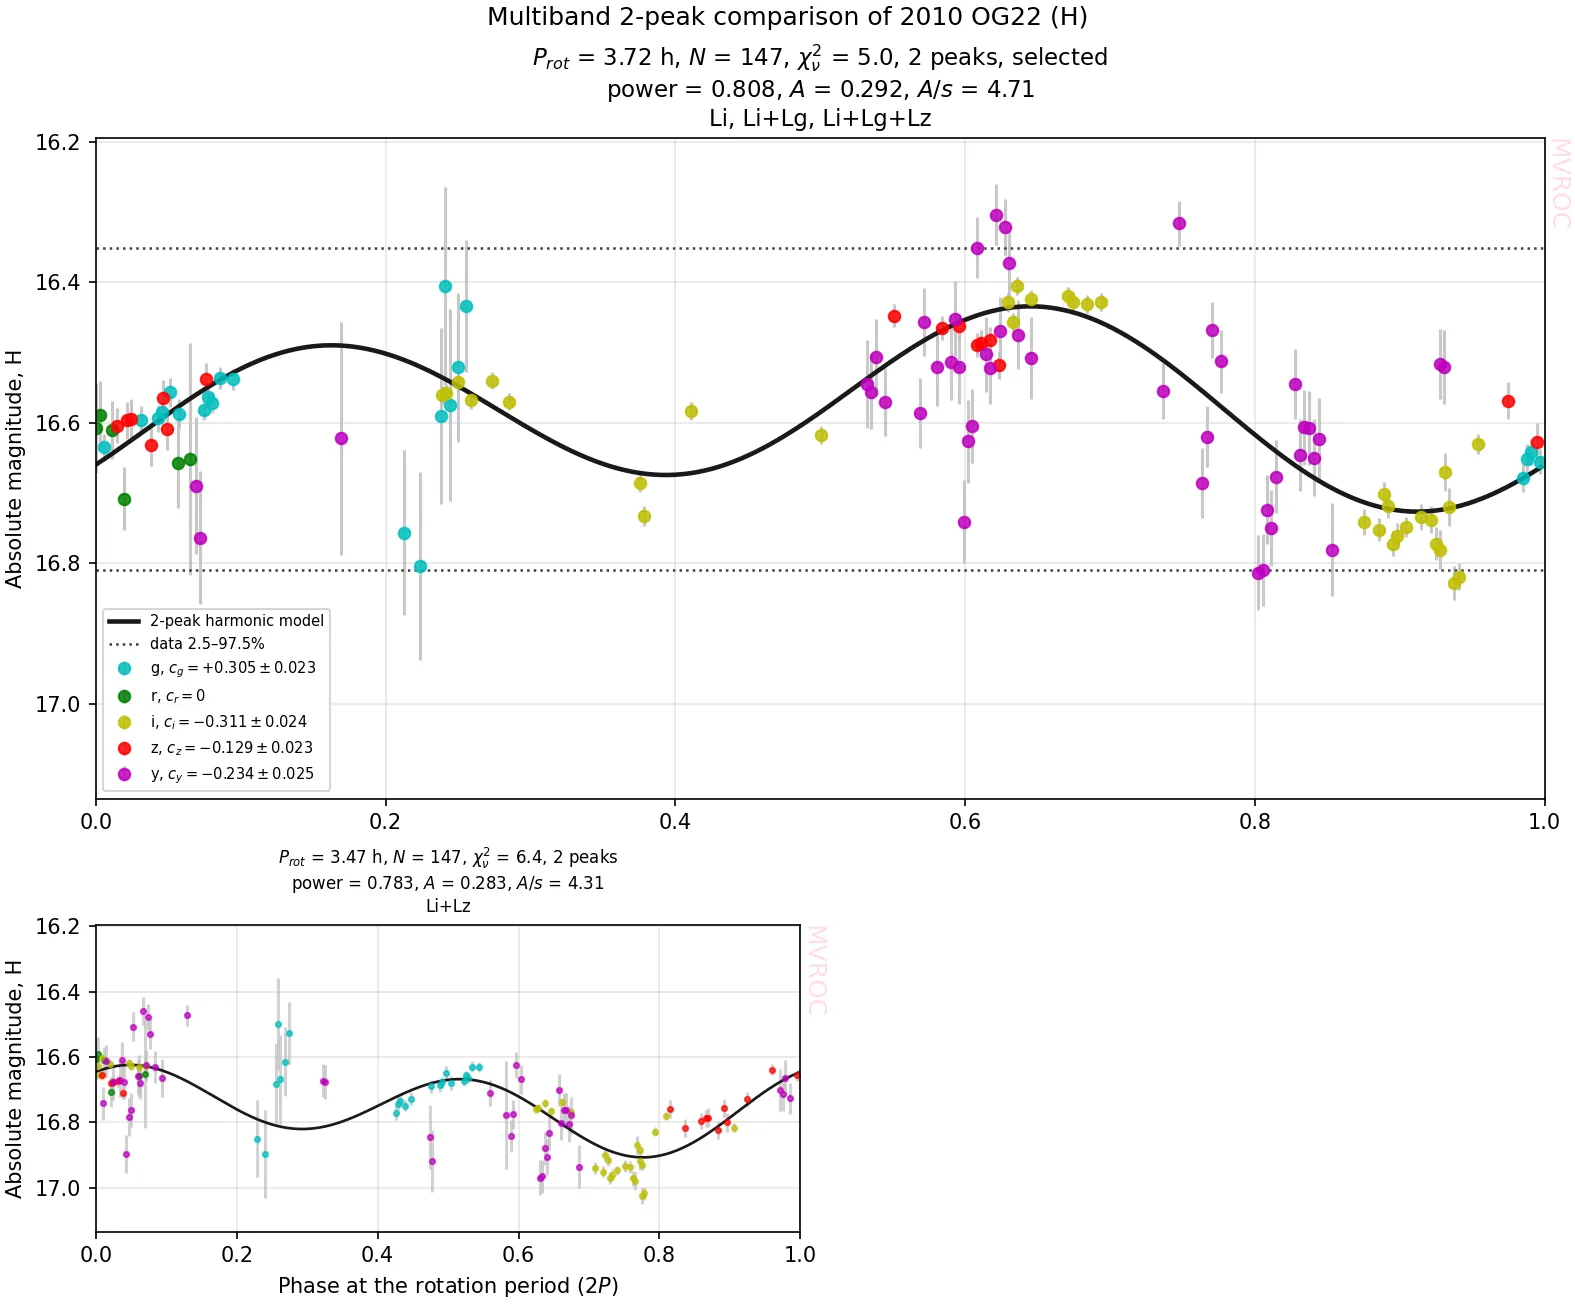 Multiband 2-peak comparison of 2010 OG22 (H)
P_rot = 3.72 h, N = 147, χ²_ν = 5.0, 2 peaks, selected
power = 0.808, A = 0.292, A/s = 4.71
Li, Li+Lg, Li+Lg+Lz
MVROC
Absolute magnitude, H
16.2
16.4
16.6
16.8
17.0
2-peak harmonic model
data 2.5–97.5%
g, c_g = +0.305 ± 0.023
r, c_r = 0
i, c_i = −0.311 ± 0.024
z, c_z = −0.129 ± 0.023
y, c_y = −0.234 ± 0.025
0.0 0.2 0.4 0.6 0.8 1.0
P_rot = 3.47 h, N = 147, χ²_ν = 6.4, 2 peaks
power = 0.783, A = 0.283, A/s = 4.31
Li+Lz
MVROC
Absolute magnitude, H
16.2
16.4
16.6
16.8
17.0
0.0 0.2 0.4 0.6 0.8 1.0
Phase at the rotation period (2P)